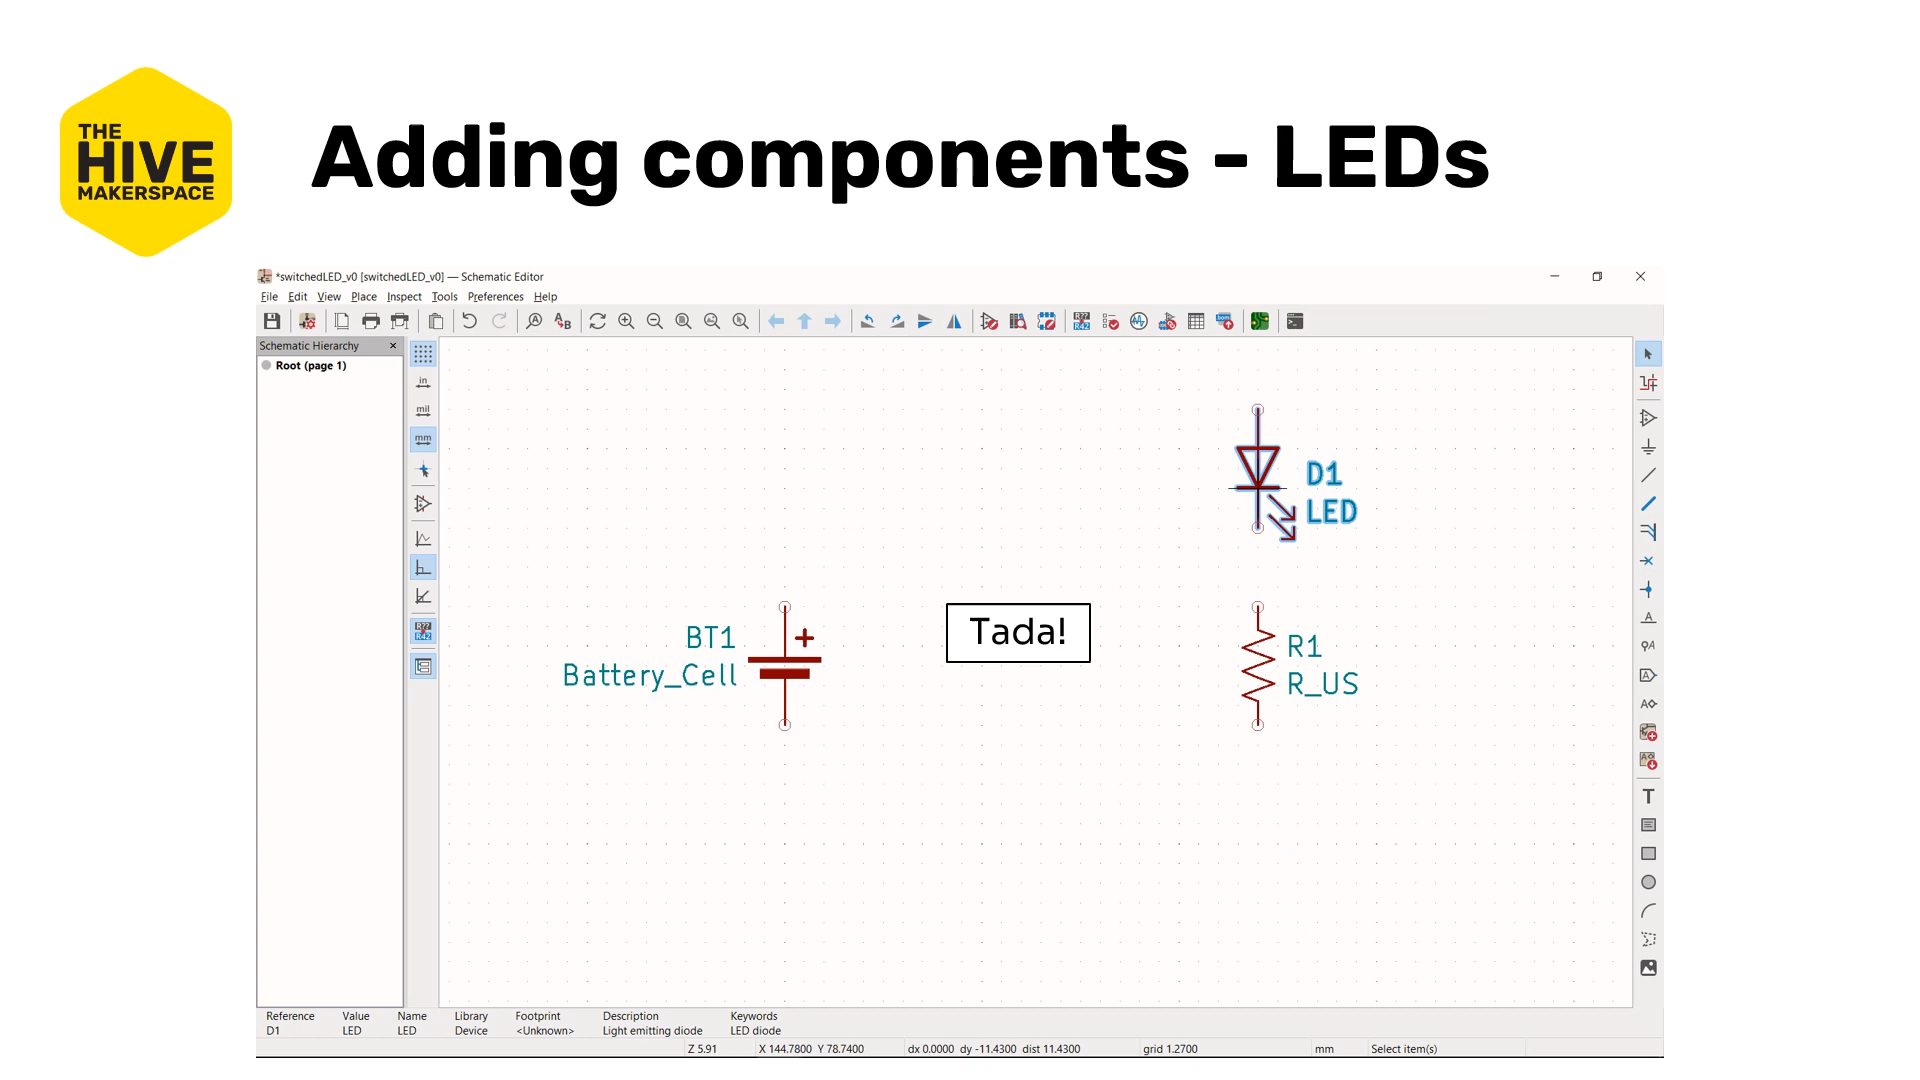 THE
HIVE
MAKERSPACE
Adding components - LEDs
*switchedLED_v0 [switchedLED_v0] — Schematic Editor
File Edit View Place Inspect Tools Preferences Help
Schematic Hierarchy
Root (page 1)
in
mil
mm
R??
R42
D1
LED
BT1
+
Battery_Cell
Tada!
R1
R_US
Reference Value Name Library Footprint Description Keywords
D1 LED LED Device <Unknown> Light emitting diode LED diode
Z 5.91 X 144.7800 Y 78.7400 dx 0.0000 dy -11.4300 dist 11.4300 grid 1.2700 mm Select item(s)